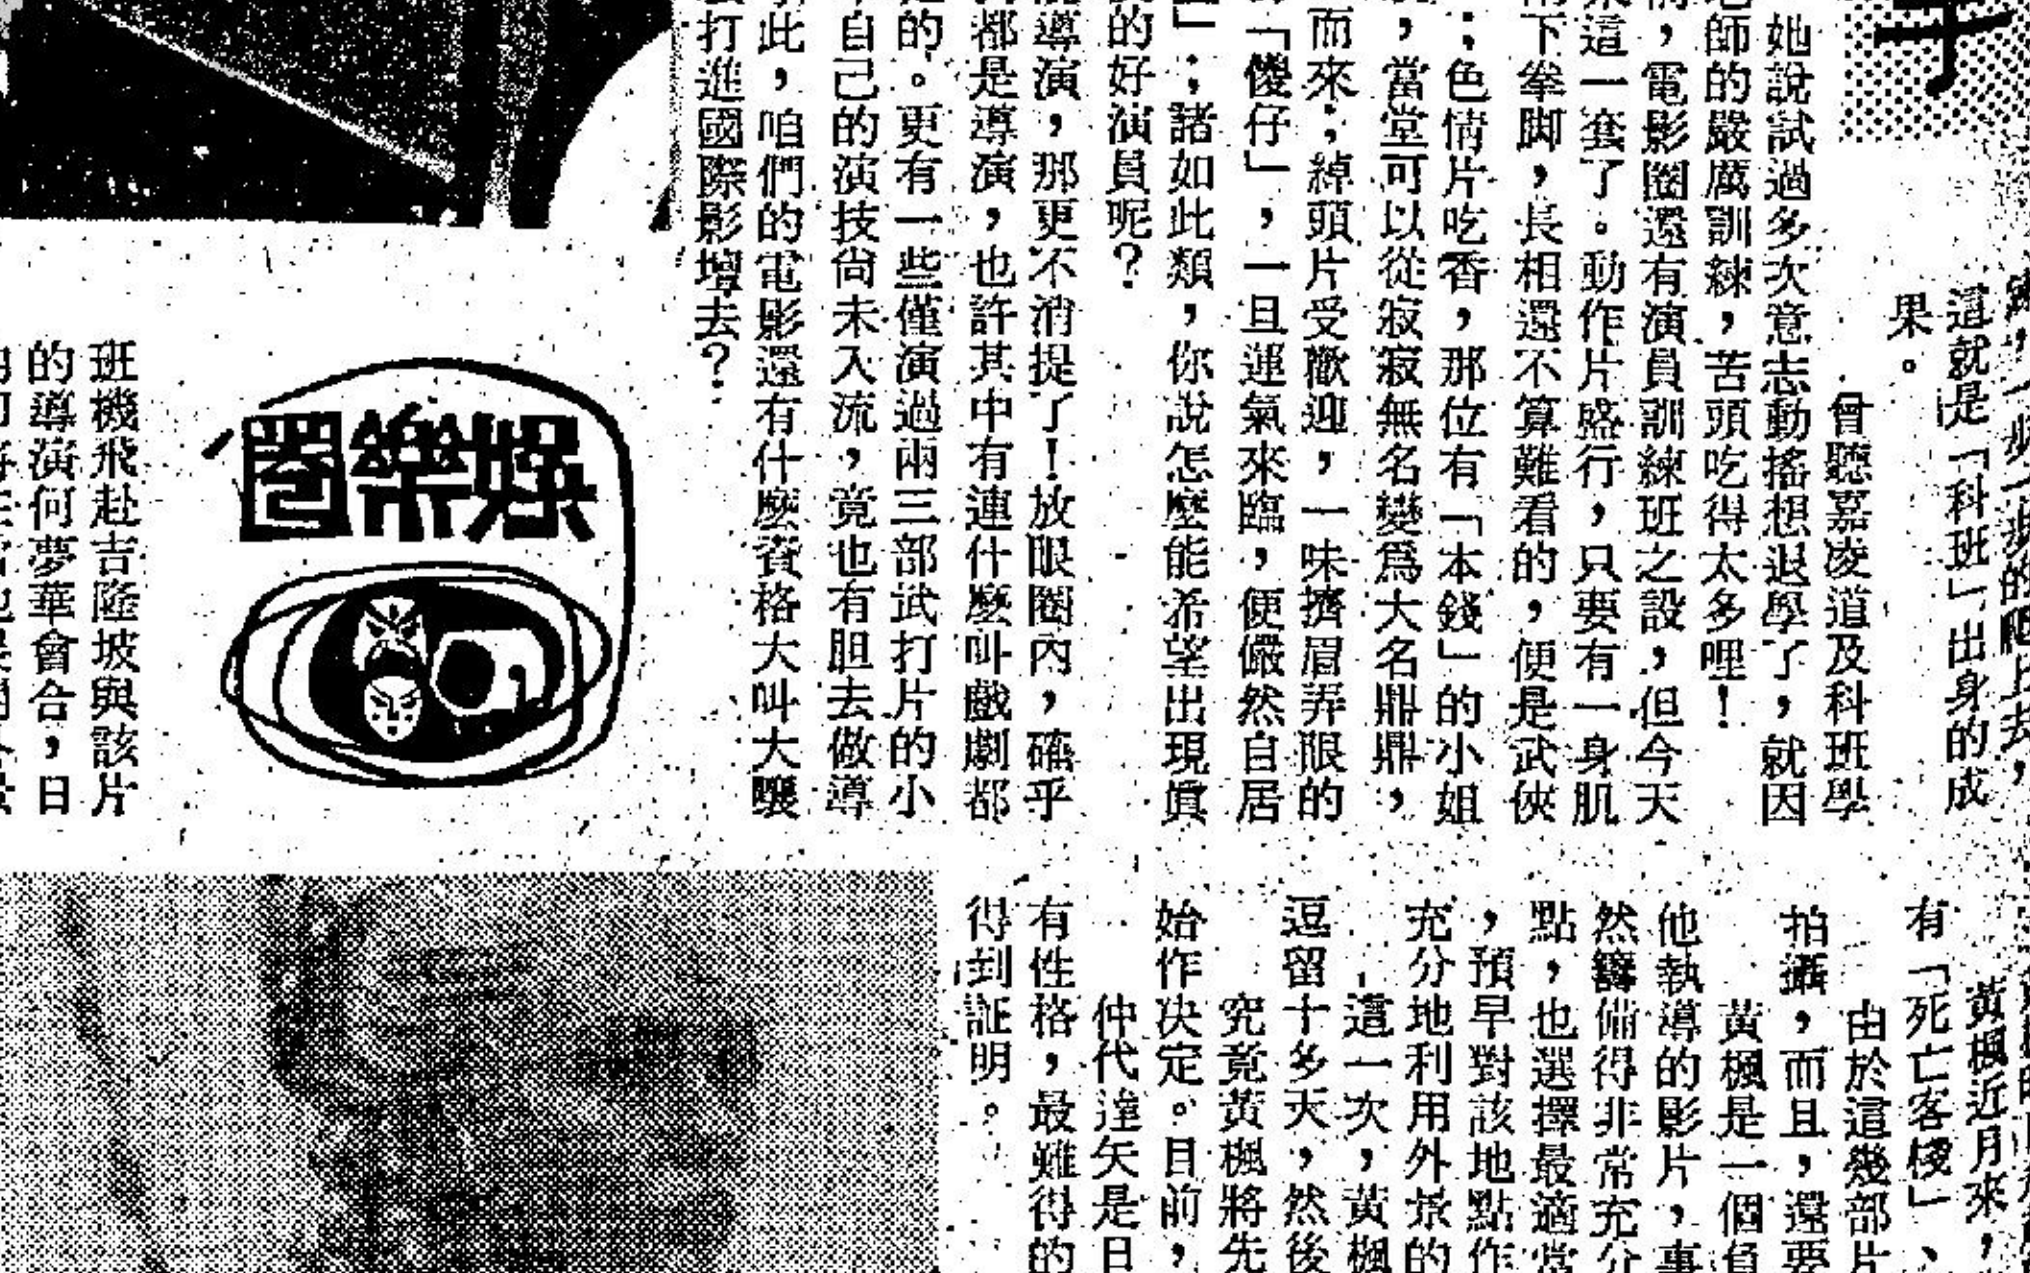 這就是「科班」出身的成
果。
曾聽嘉凌道及科班學
她說試過多次意志動搖想退學了，就因
師的嚴厲訓練，苦頭吃得太多哩！
，電影圈還有演員訓練班之設，但今天
這一套了。動作片盛行，只要有一身肌
下拳脚，長相還不算難看的，便是武俠
；色情片吃香，那位有「本錢」的小姐
，當堂可以從寂寂無名變爲大名鼎鼎，
而來；綽頭片受歡迎，一味擠眉弄眼的
「傻仔」，一旦運氣來臨，便儼然自居
」；諸如此類，你說怎麼能希望出現眞
的好演員呢？
導演，那更不消提了！放眼圈內，確乎
都是導演，也許其中有連什麼叫戲劇都
的。更有一些僅演過兩三部武打片的小
自己的演技尙未入流，竟也有胆去做導
此，咱們的電影還有什麼資格大叫大嚷
打進國際影壇去？
娛樂圈
班機飛赴吉隆坡與該片
的導演何夢華會合，日
黃楓近月來，
有「死亡客棧」、
由於這幾部片
拍攝，而且，還要
黃楓是一個負
他執導的影片，事
然籌備得非常充分
點，也選擇最適當
，預早對該地點作
充分地利用外景的
這一次，黃楓
逗留十多天，然後
究竟黃楓將先
始作決定。目前，
仲代達矢是日
有性格，最難得的
得到証明。